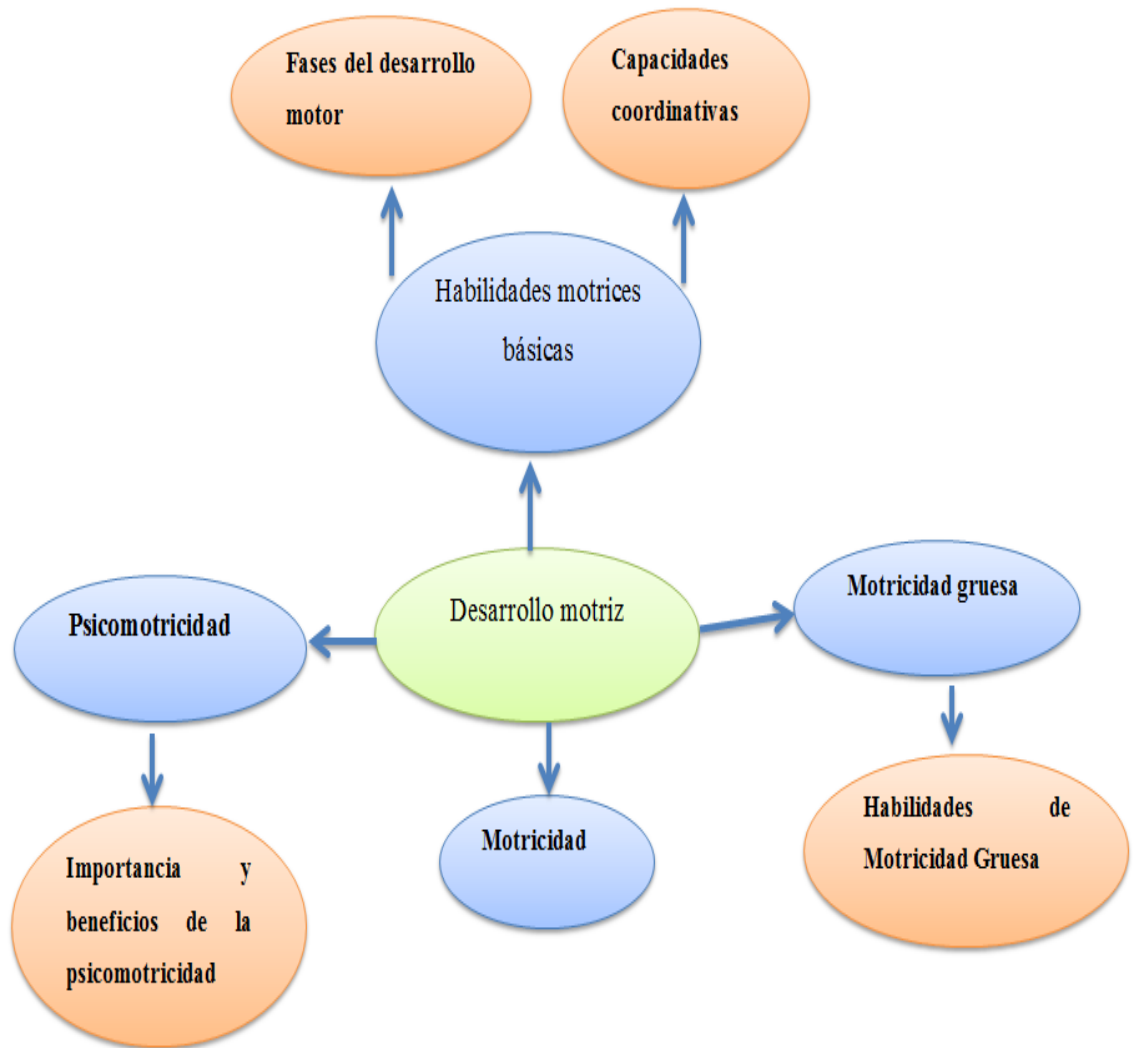 Fases del desarrollo
motor
Capacidades
coordinativas
Habilidades motrices
básicas
Desarrollo motriz
Psicomotricidad
Motricidad gruesa
Motricidad
Habilidades de
Motricidad Gruesa
Importancia y
beneficios de la
psicomotricidad